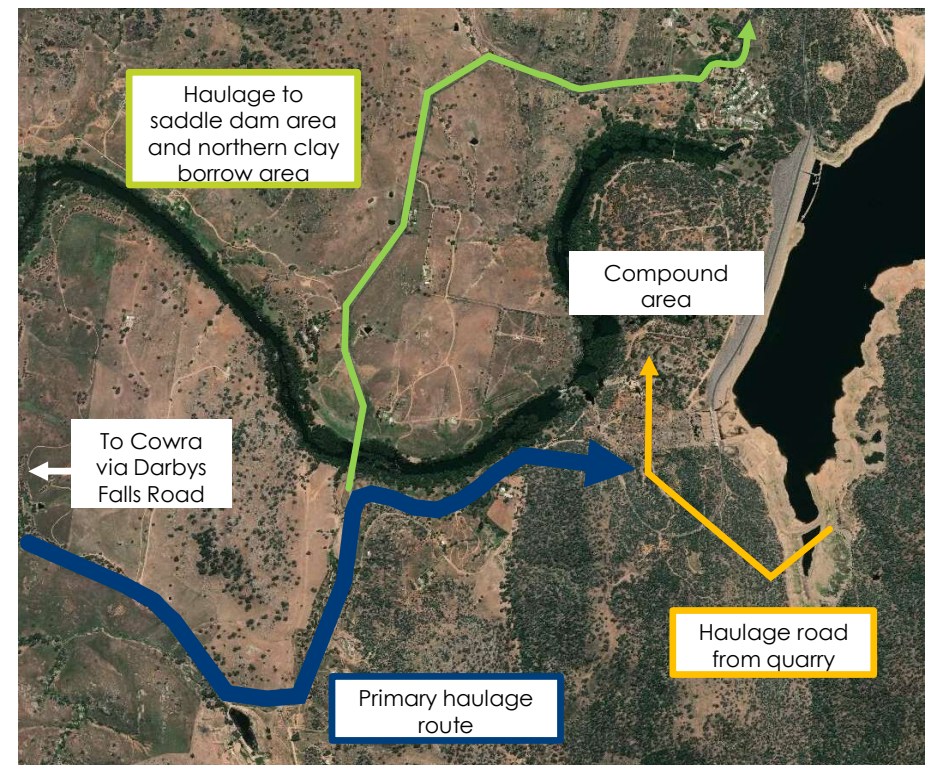 Haulage to
saddle dam area
and northern clay
borrow area
Compound
area
To Cowra
via Darbys
Falls Road
Haulage road
from quarry
Primary haulage
route